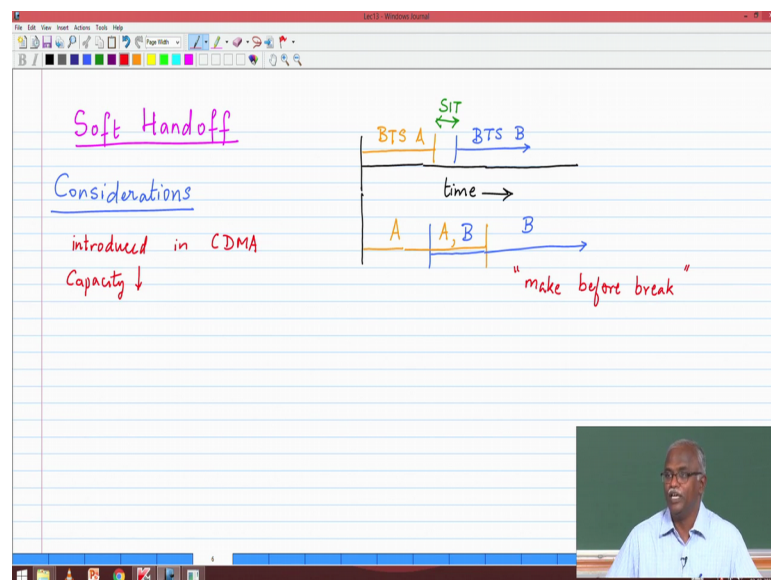 Lec13 - Windows Journal
File Edit View Insert Actions Tools Help
Page Width
B I
Soft Handoff
SIT
BTS A
BTS B
time →
Considerations
A
A, B
B
introduced in CDMA
Capacity ↓
"make before break"
6